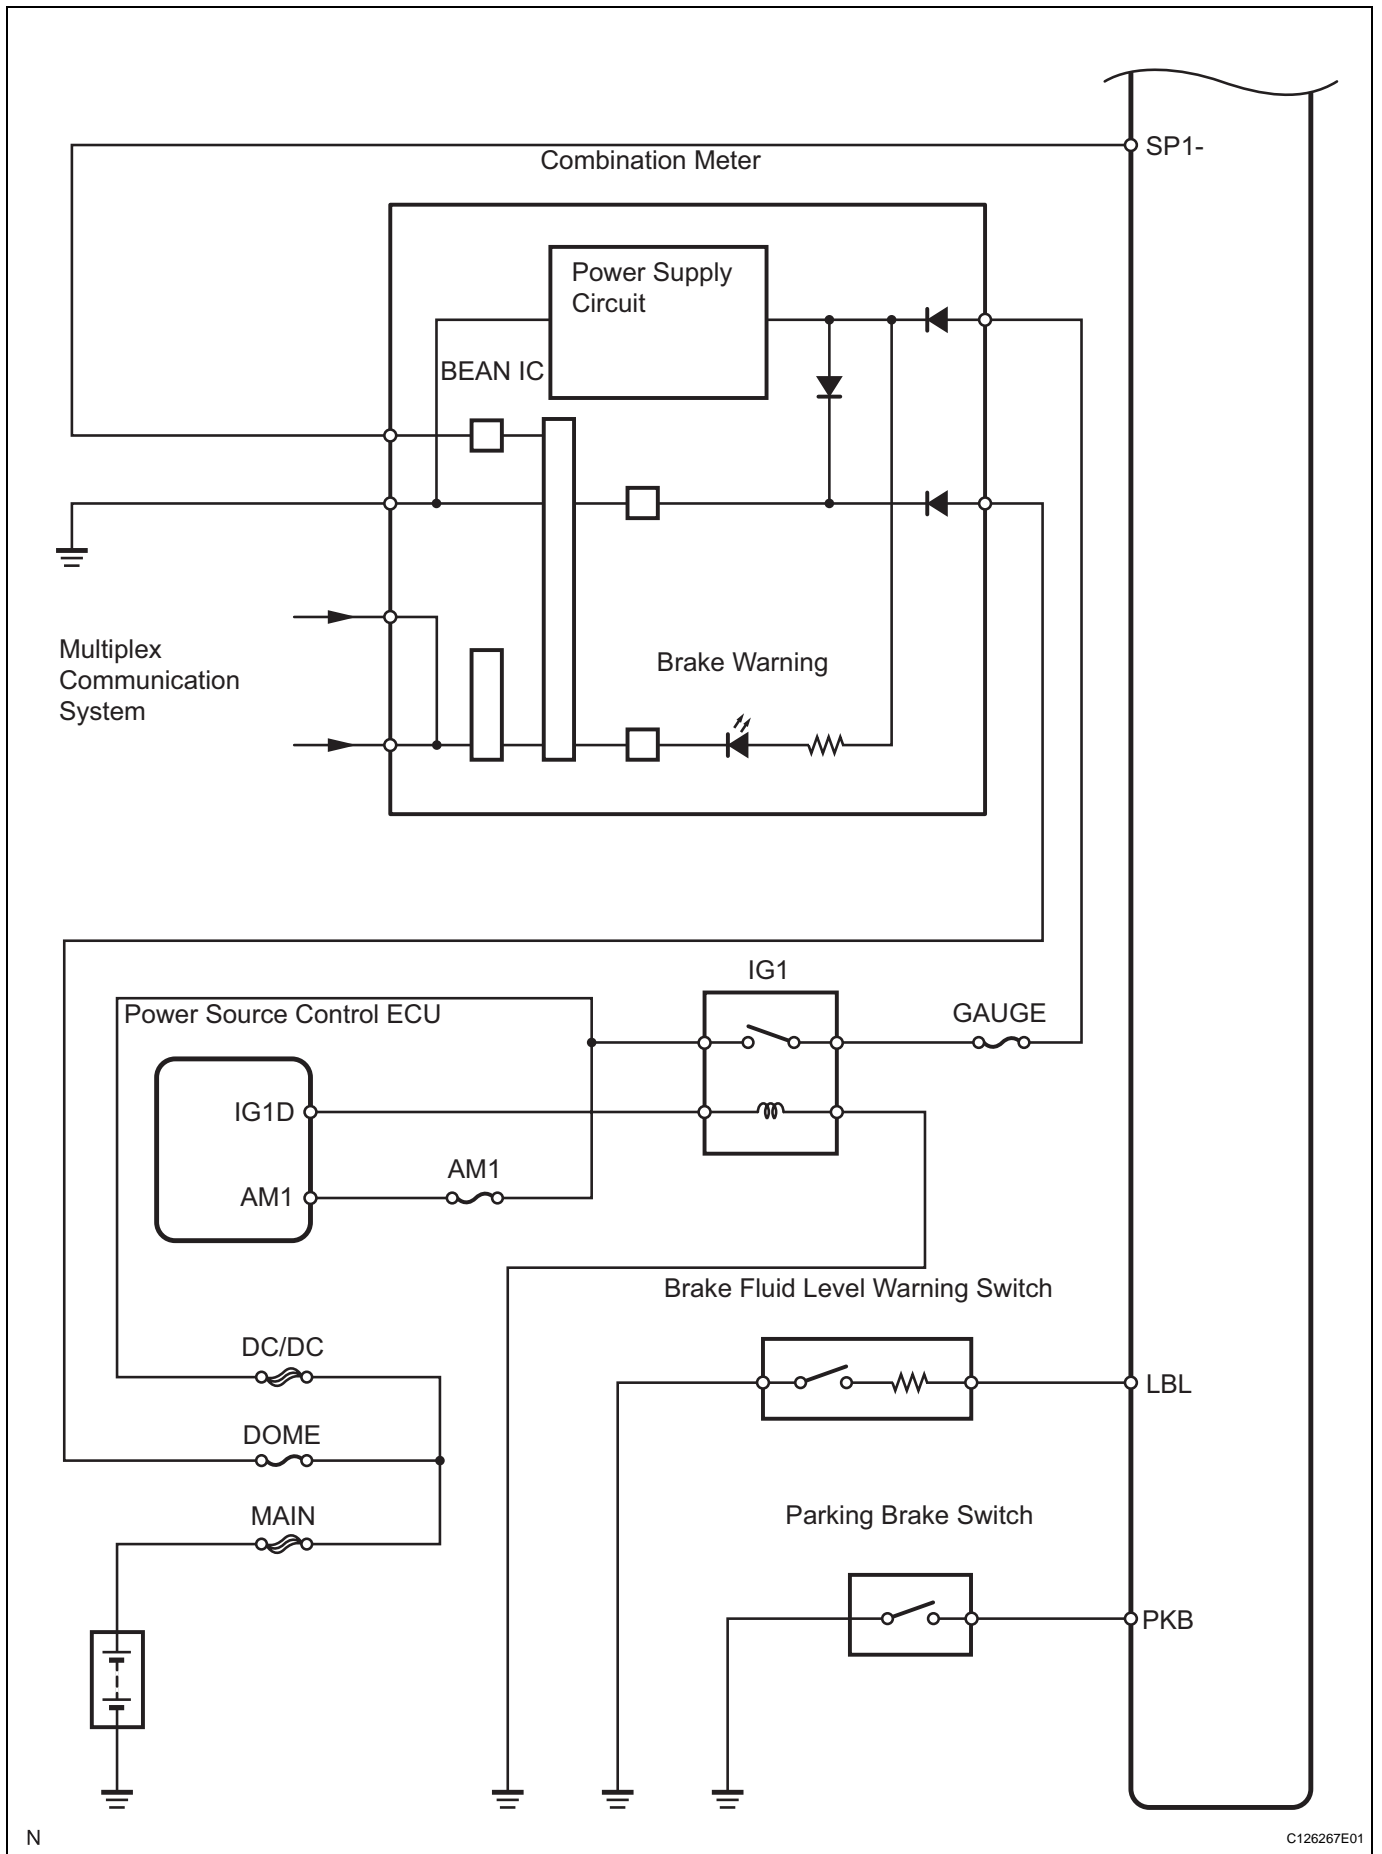 SP1-
Combination Meter
Power Supply
Circuit
BEAN IC
Multiplex
Communication
System
Brake Warning
IG1
GAUGE
Power Source Control ECU
IG1D
AM1
AM1
Brake Fluid Level Warning Switch
DC/DC
LBL
DOME
MAIN
Parking Brake Switch
PKB
N
C126267E01